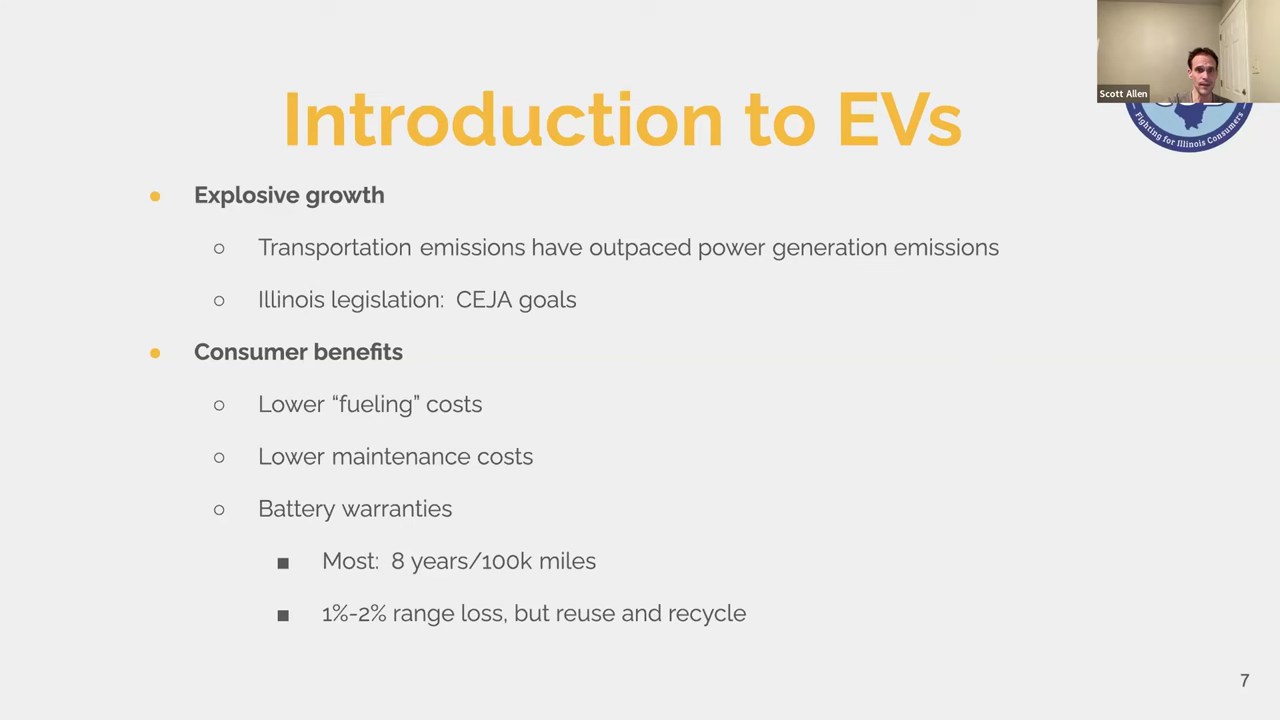 Scott Allen
Fighting for Illinois Consumers
Introduction to EVs
● Explosive growth
○ Transportation emissions have outpaced power generation emissions
○ Illinois legislation:  CEJA goals
● Consumer benefits
○ Lower “fueling” costs
○ Lower maintenance costs
○ Battery warranties
■ Most:  8 years/100k miles
■ 1%-2% range loss, but reuse and recycle
7